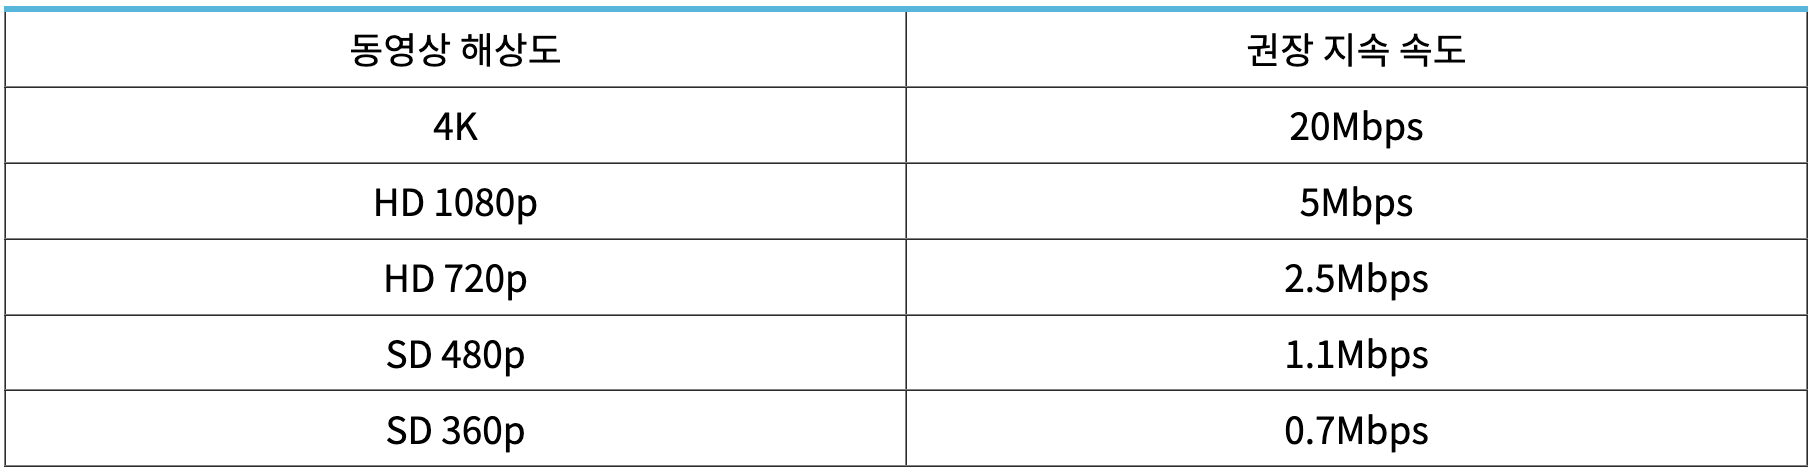 동영상 해상도 권장 지속 속도
4K 20Mbps
HD 1080p 5Mbps
HD 720p 2.5Mbps
SD 480p 1.1Mbps
SD 360p 0.7Mbps